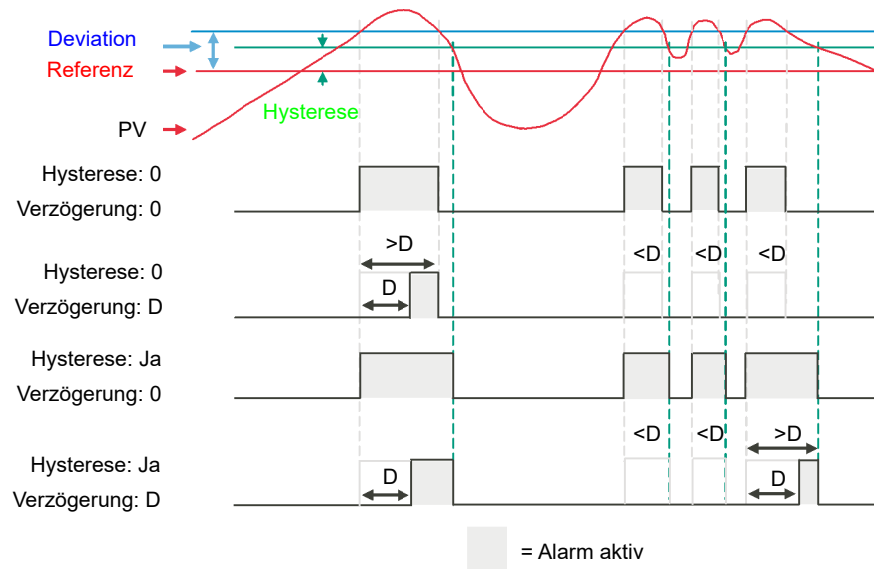 Deviation
Referenz
Hysterese
PV
Hysterese: 0
Verzögerung: 0
>D
<D <D <D
Hysterese: 0
D
Verzögerung: D
Hysterese: Ja
Verzögerung: 0
<D <D >D
Hysterese: Ja
D D
Verzögerung: D
= Alarm aktiv